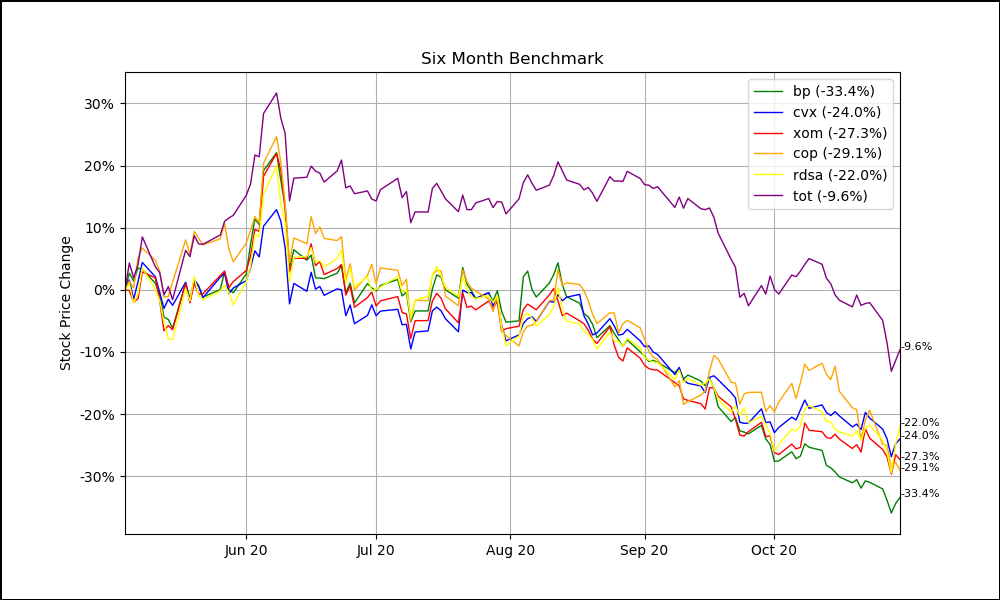 Six Month Benchmark
Stock Price Change
30%
20%
10%
0%
-10%
-20%
-30%
bp (-33.4%)
cvx (-24.0%)
xom (-27.3%)
cop (-29.1%)
rdsa (-22.0%)
tot (-9.6%)
-9.6%
-22.0%
-24.0%
-27.3%
-29.1%
-33.4%
Jun 20
Jul 20
Aug 20
Sep 20
Oct 20